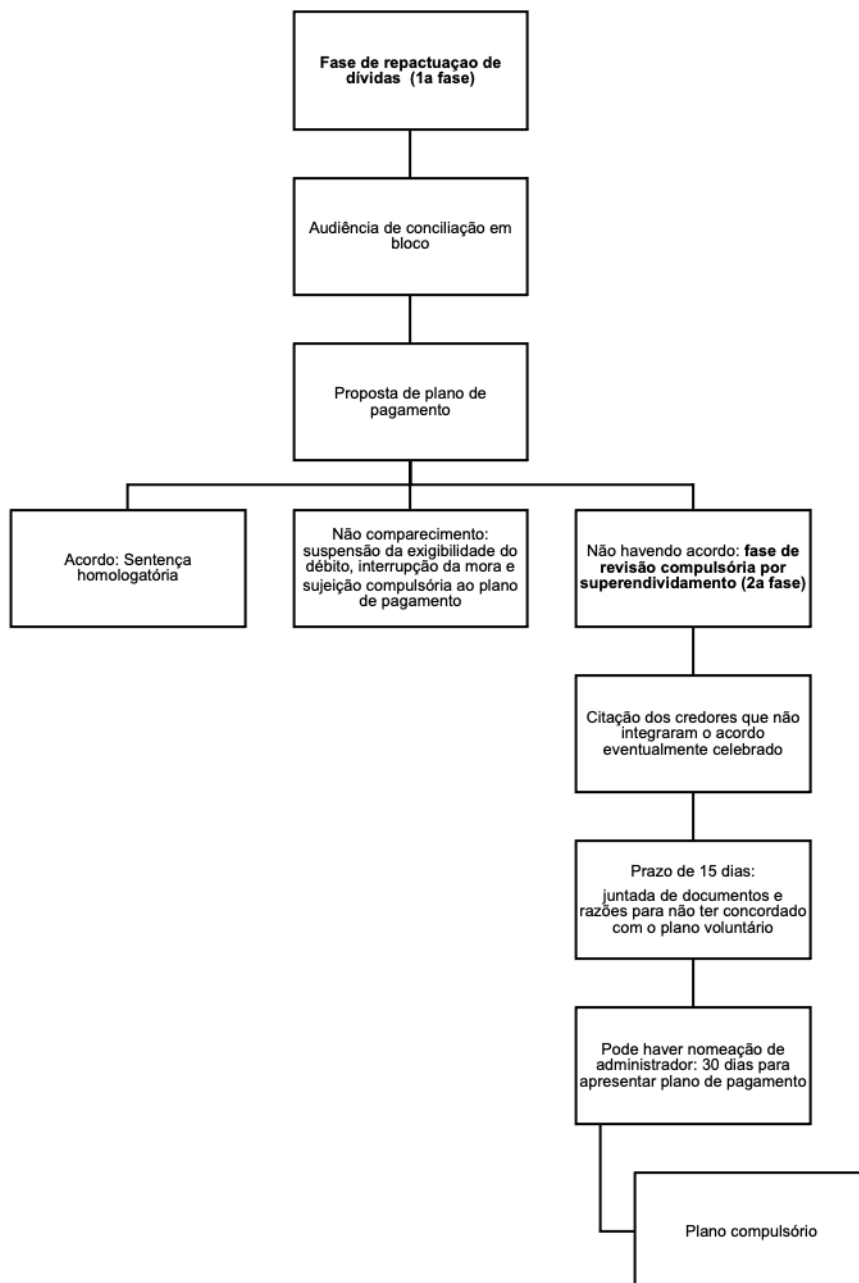 Fase de repactuaçao de
dívidas (1a fase)
Audiência de conciliação em
bloco
Proposta de plano de
pagamento
Acordo: Sentença
homologatória
Não comparecimento:
suspensão da exigibilidade do
débito, interrupção da mora e
sujeição compulsória ao plano
de pagamento
Não havendo acordo: fase de
revisão compulsória por
superendividamento (2a fase)
Citação dos credores que não
integraram o acordo
eventualmente celebrado
Prazo de 15 dias:
juntada de documentos e
razões para não ter concordado
com o plano voluntário
Pode haver nomeação de
administrador: 30 dias para
apresentar plano de pagamento
Plano compulsório